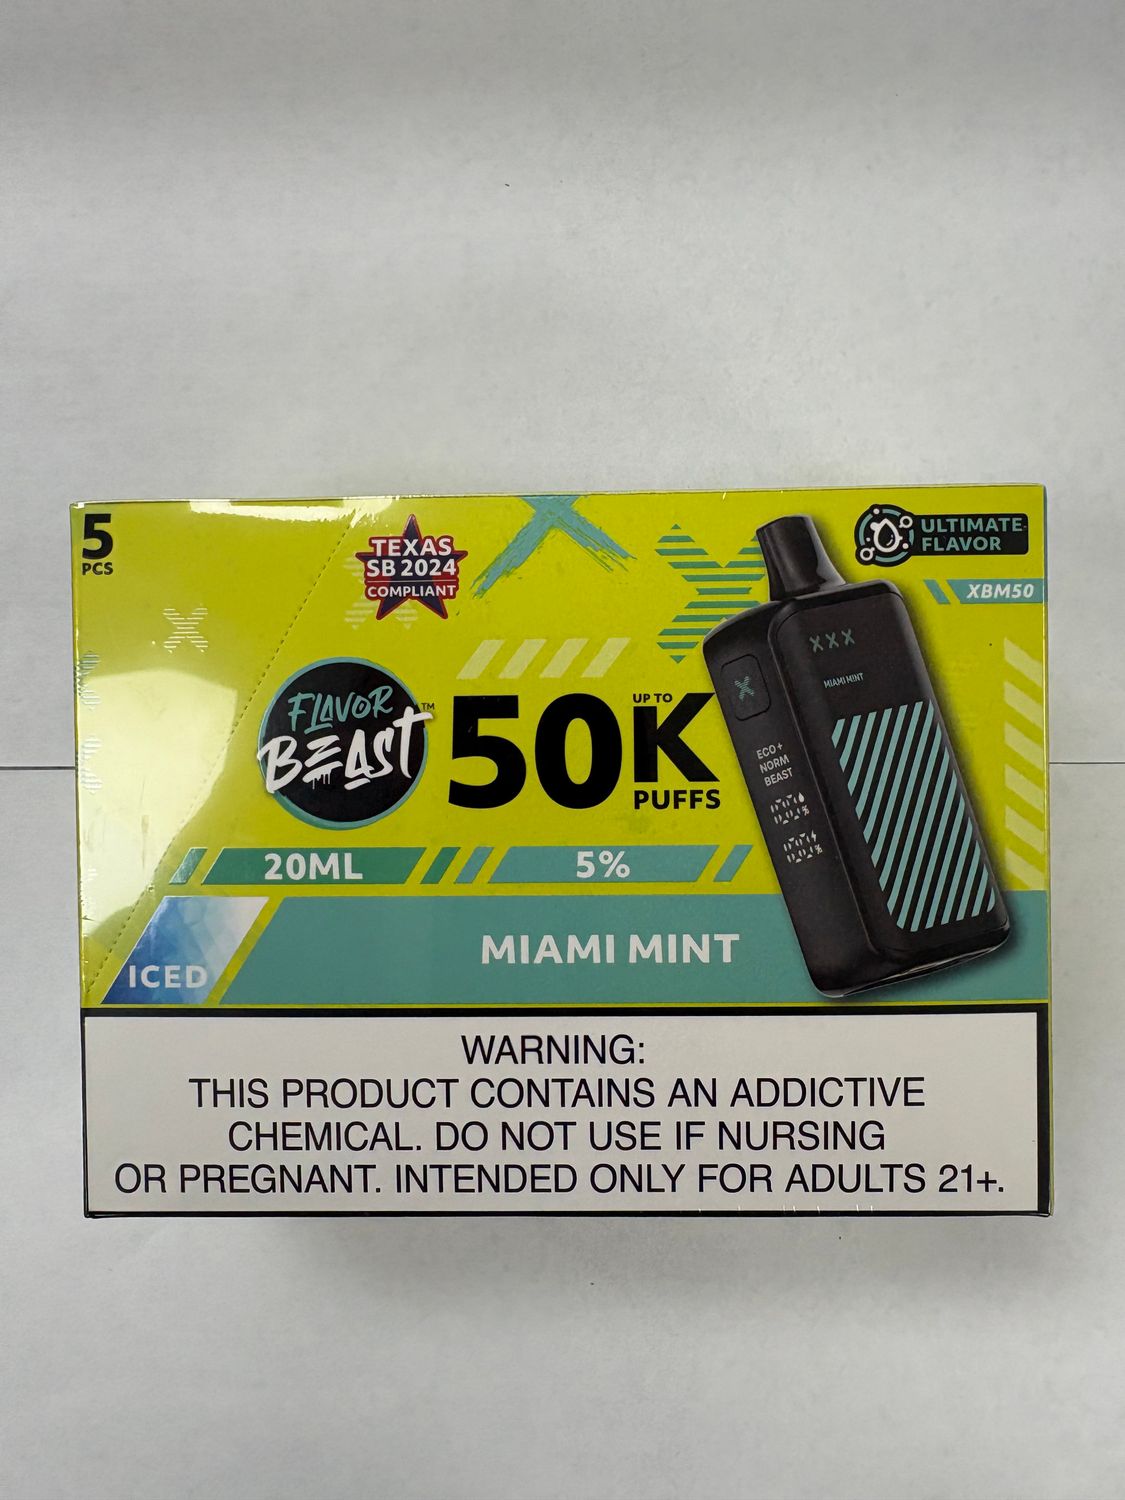 5
PCS
TEXAS
SB 2024
COMPLIANT
ULTIMATE
FLAVOR
XBM50
FLAVOR
BEAST™
UP TO
50K
PUFFS
XXX
MIAMI MINT
X
ECO+
NORM
BEAST
20ML
5%
ICED
MIAMI MINT
WARNING:
THIS PRODUCT CONTAINS AN ADDICTIVE
CHEMICAL. DO NOT USE IF NURSING
OR PREGNANT. INTENDED ONLY FOR ADULTS 21+.